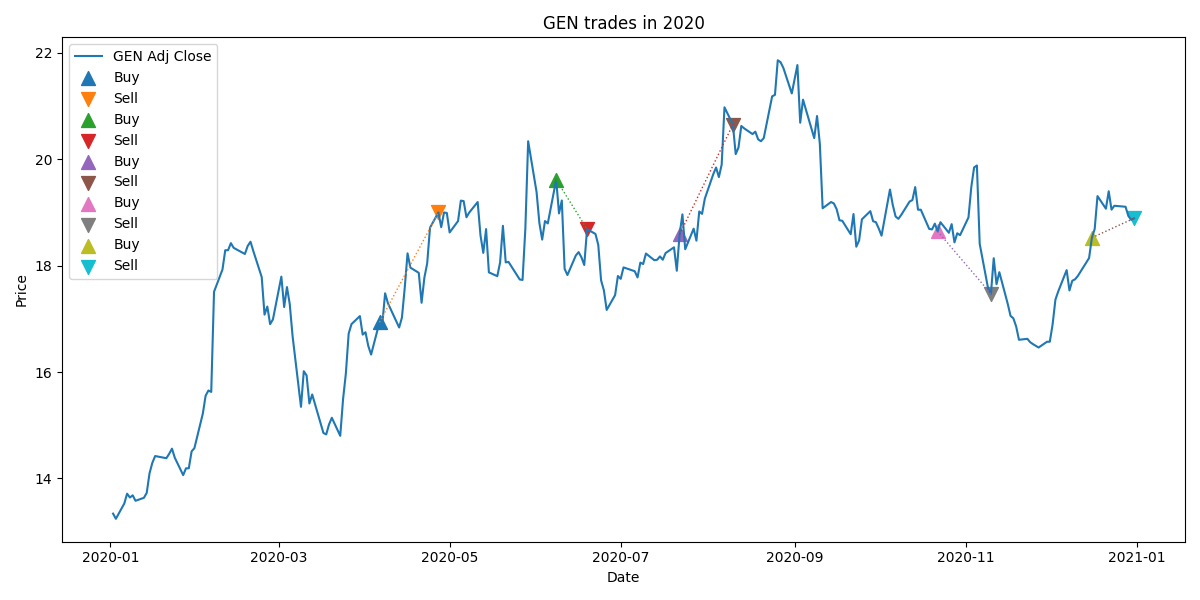 GEN trades in 2020
GEN Adj Close
Buy
Sell
Buy
Sell
Buy
Sell
Buy
Sell
Buy
Sell
Price
22
20
18
16
14
2020-01
2020-03
2020-05
2020-07
2020-09
2020-11
2021-01
Date